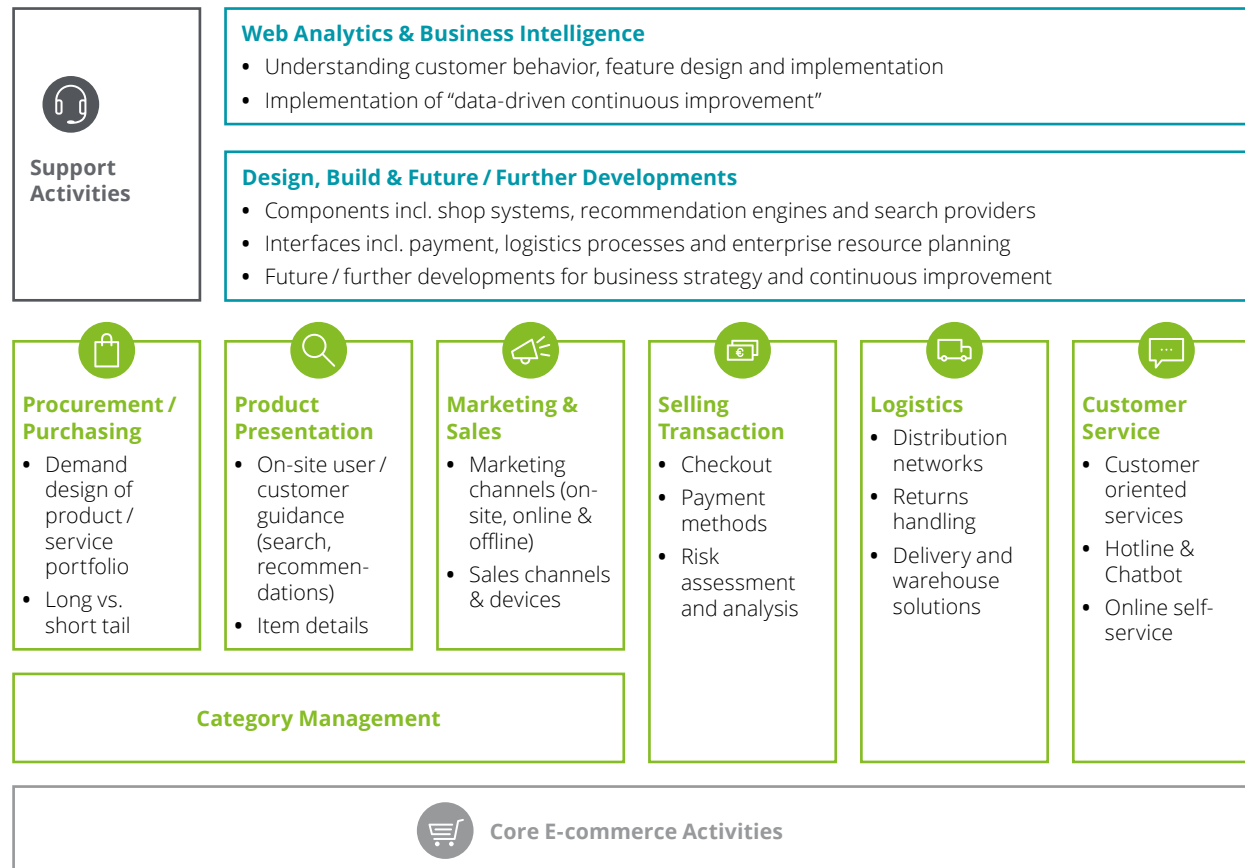 Support
Activities
Web Analytics & Business Intelligence
• Understanding customer behavior, feature design and implementation
• Implementation of “data-driven continuous improvement”
Design, Build & Future / Further Developments
• Components incl. shop systems, recommendation engines and search providers
• Interfaces incl. payment, logistics processes and enterprise resource planning
• Future / further developments for business strategy and continuous improvement
Procurement /
Purchasing
• Demand
design of
product /
service
portfolio
• Long vs.
short tail
Product
Presentation
• On-site user /
customer
guidance
(search,
recommen-
dations)
• Item details
Marketing &
Sales
• Marketing
channels (on-
site, online &
offline)
• Sales channels
& devices
Category Management
Selling
Transaction
• Checkout
• Payment
methods
• Risk
assessment
and analysis
Logistics
• Distribution
networks
• Returns
handling
• Delivery and
warehouse
solutions
Customer
Service
• Customer
oriented
services
• Hotline &
Chatbot
• Online self-
service
Core E-commerce Activities